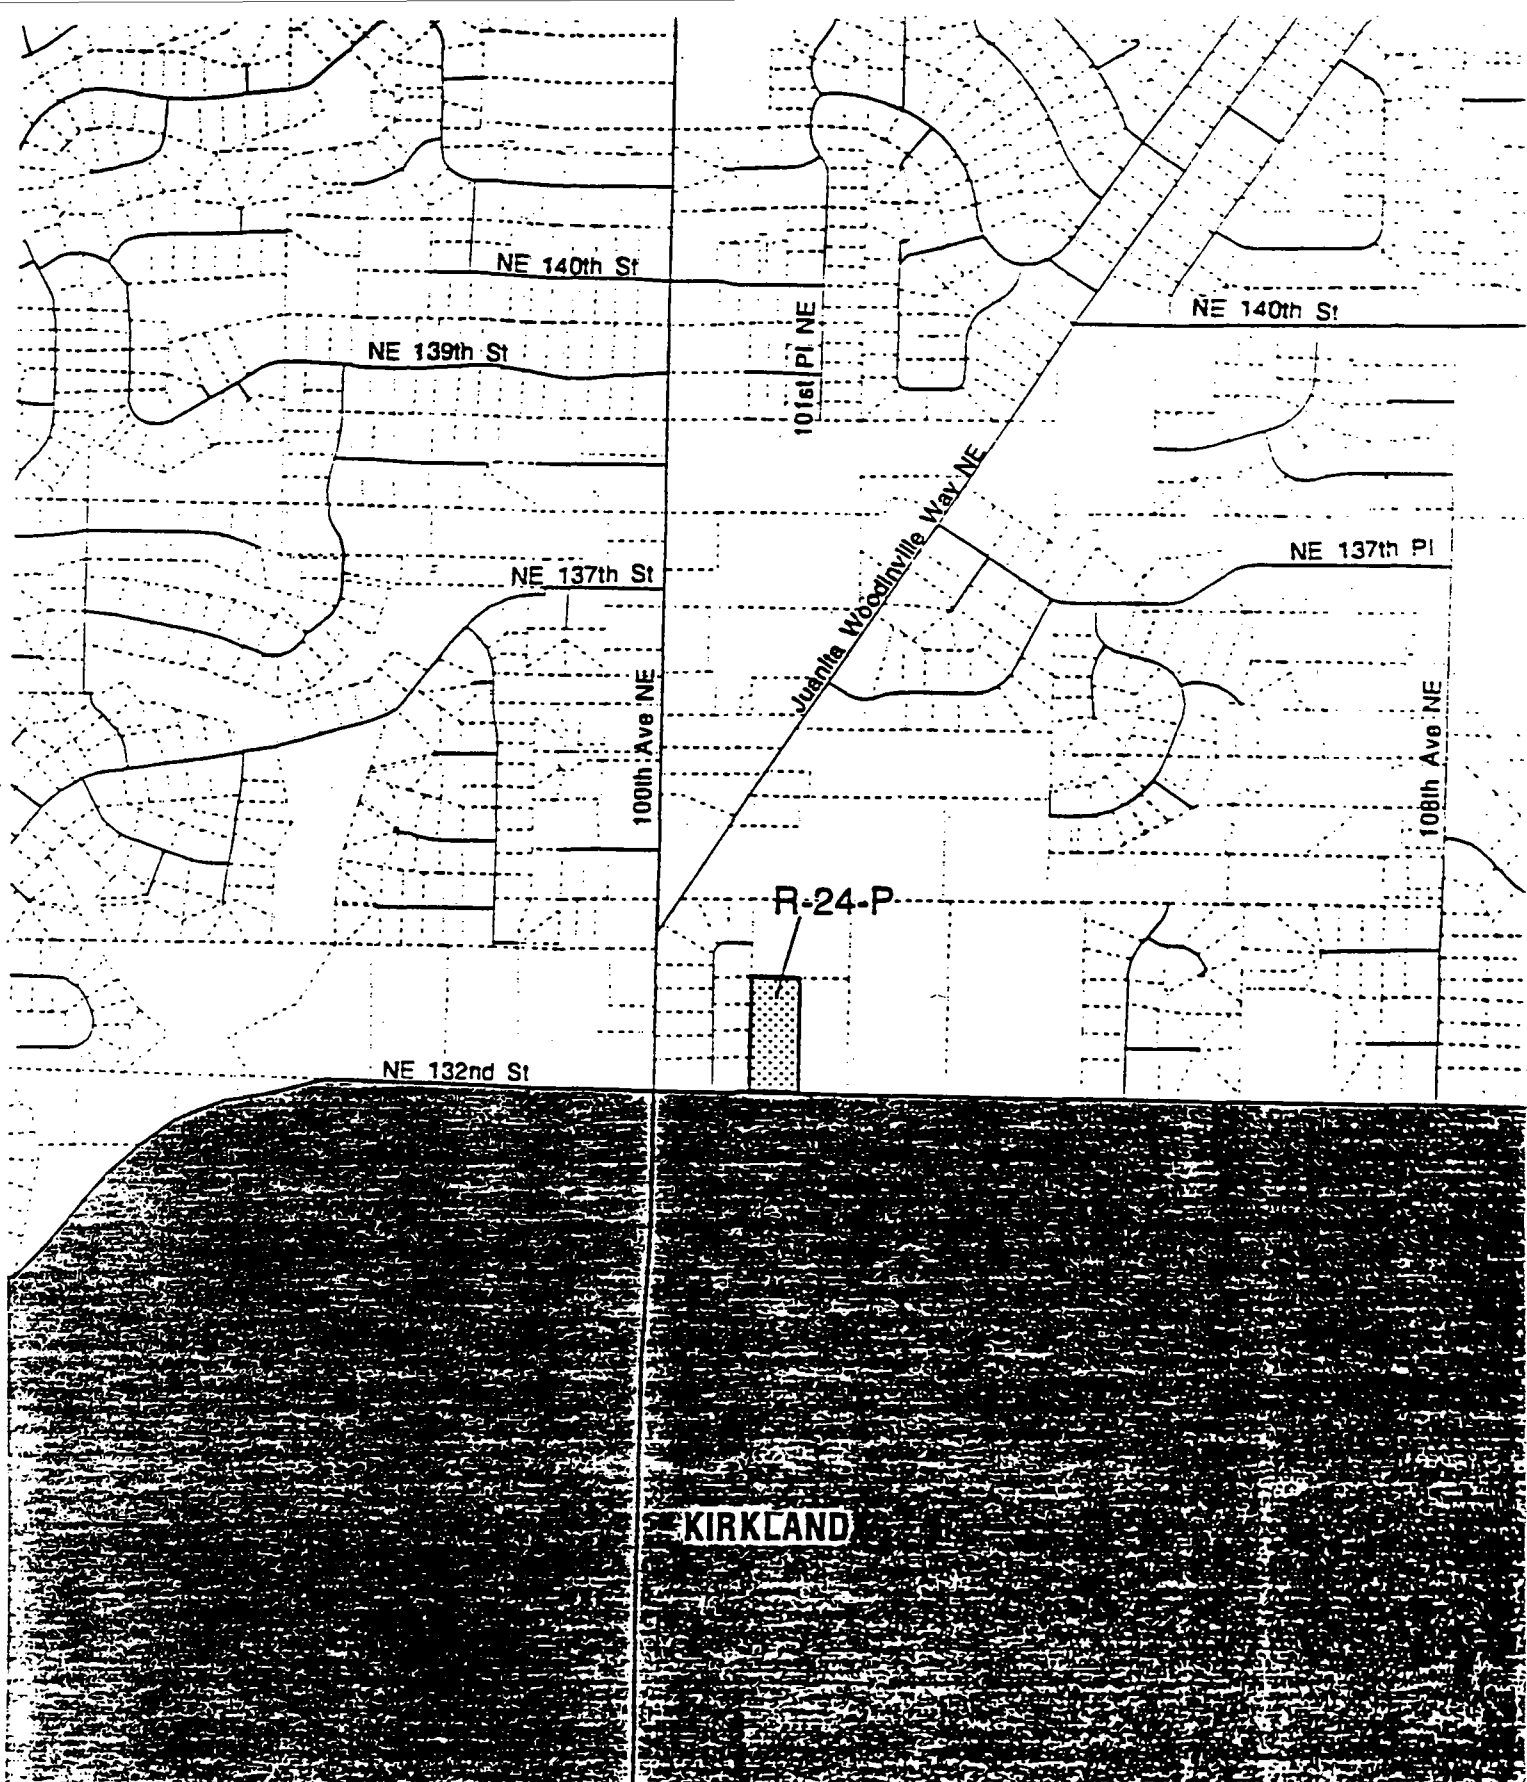 NE 140th St
NE 140th St
101st Pl NE
NE 139th St
Juanita Woodinville Way NE
NE 137th Pl
NE 137th St
100th Ave NE
108th Ave NE
R-24-P
NE 132nd St
KIRKLAND